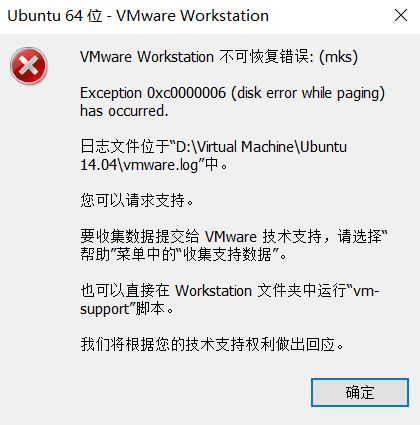 Ubuntu 64 位 - VMware Workstation
VMware Workstation 不可恢复错误: (mks)
Exception 0xc0000006 (disk error while paging)
has occurred.
日志文件位于“D:\Virtual Machine\Ubuntu
14.04\vmware.log”中。
您可以请求支持。
要收集数据提交给 VMware 技术支持，请选择“
帮助”菜单中的“收集支持数据”。
也可以直接在 Workstation 文件夹中运行“vm-
support”脚本。
我们将根据您的技术支持权利做出回应。
确定